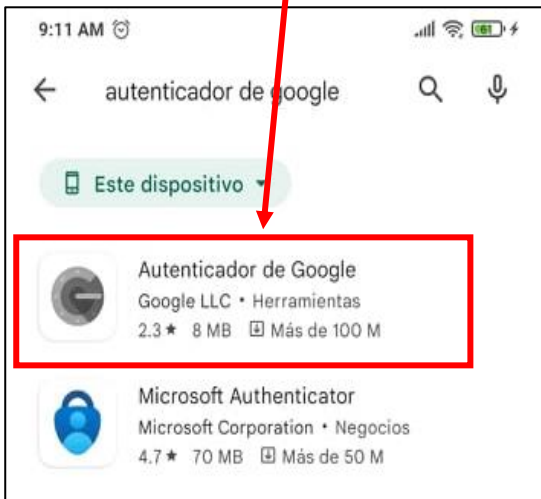 9:11 AM
61
autenticador de google
Este dispositivo
Autenticador de Google
Google LLC • Herramientas
2.3★ 8 MB Más de 100 M
Microsoft Authenticator
Microsoft Corporation • Negocios
4.7★ 70 MB Más de 50 M